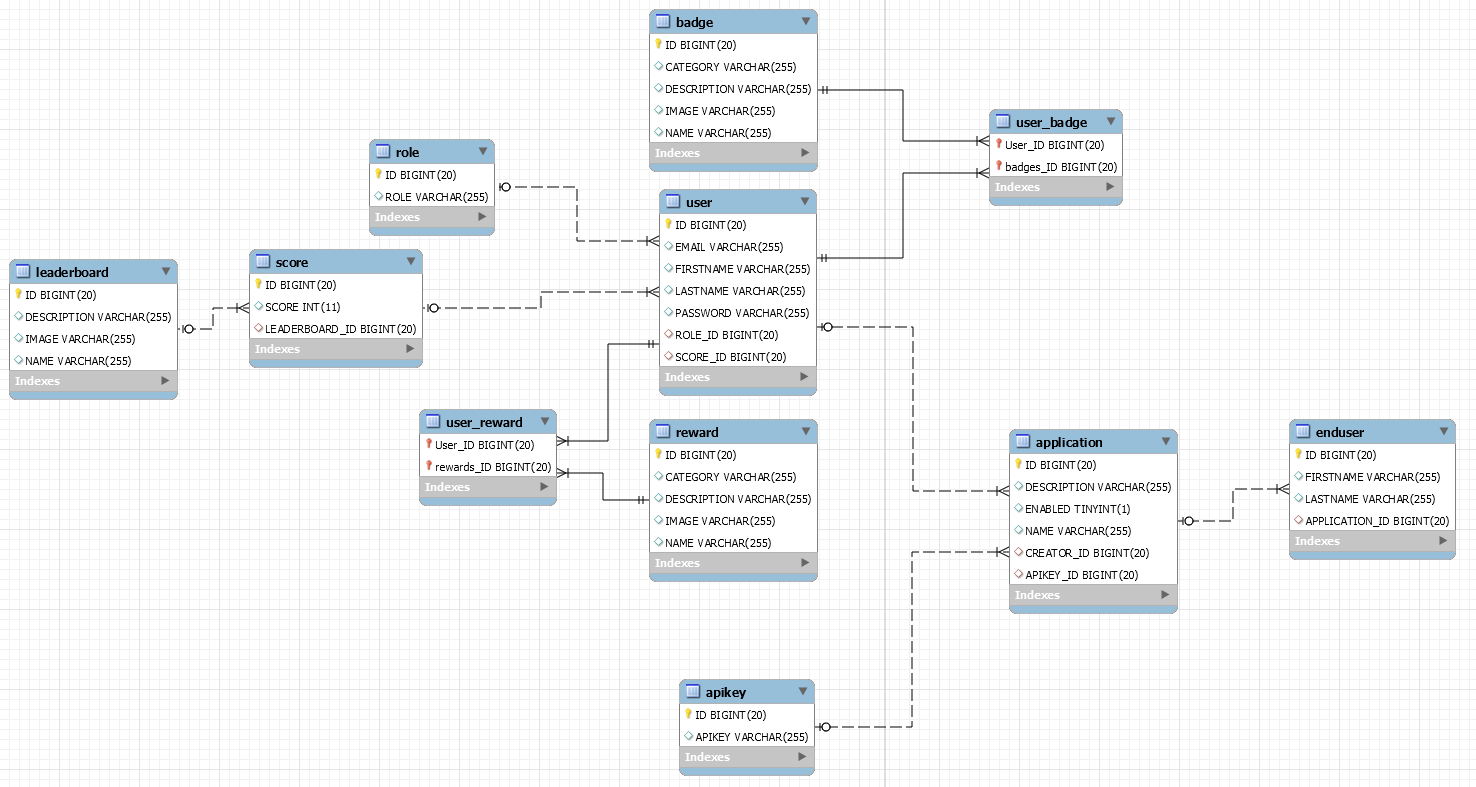 badge
ID BIGINT(20)
CATEGORY VARCHAR(255)
DESCRIPTION VARCHAR(255)
IMAGE VARCHAR(255)
NAME VARCHAR(255)
Indexes
user_badge
User_ID BIGINT(20)
badges_ID BIGINT(20)
Indexes
role
ID BIGINT(20)
ROLE VARCHAR(255)
Indexes
user
ID BIGINT(20)
EMAIL VARCHAR(255)
FIRSTNAME VARCHAR(255)
LASTNAME VARCHAR(255)
PASSWORD VARCHAR(255)
ROLE_ID BIGINT(20)
SCORE_ID BIGINT(20)
Indexes
score
ID BIGINT(20)
SCORE INT(11)
LEADERBOARD_ID BIGINT(20)
Indexes
leaderboard
ID BIGINT(20)
DESCRIPTION VARCHAR(255)
IMAGE VARCHAR(255)
NAME VARCHAR(255)
Indexes
user_reward
User_ID BIGINT(20)
rewards_ID BIGINT(20)
Indexes
reward
ID BIGINT(20)
CATEGORY VARCHAR(255)
DESCRIPTION VARCHAR(255)
IMAGE VARCHAR(255)
NAME VARCHAR(255)
Indexes
application
ID BIGINT(20)
DESCRIPTION VARCHAR(255)
ENABLED TINYINT(1)
NAME VARCHAR(255)
CREATOR_ID BIGINT(20)
APIKEY_ID BIGINT(20)
Indexes
enduser
ID BIGINT(20)
FIRSTNAME VARCHAR(255)
LASTNAME VARCHAR(255)
APPLICATION_ID BIGINT(20)
Indexes
apikey
ID BIGINT(20)
APIKEY VARCHAR(255)
Indexes